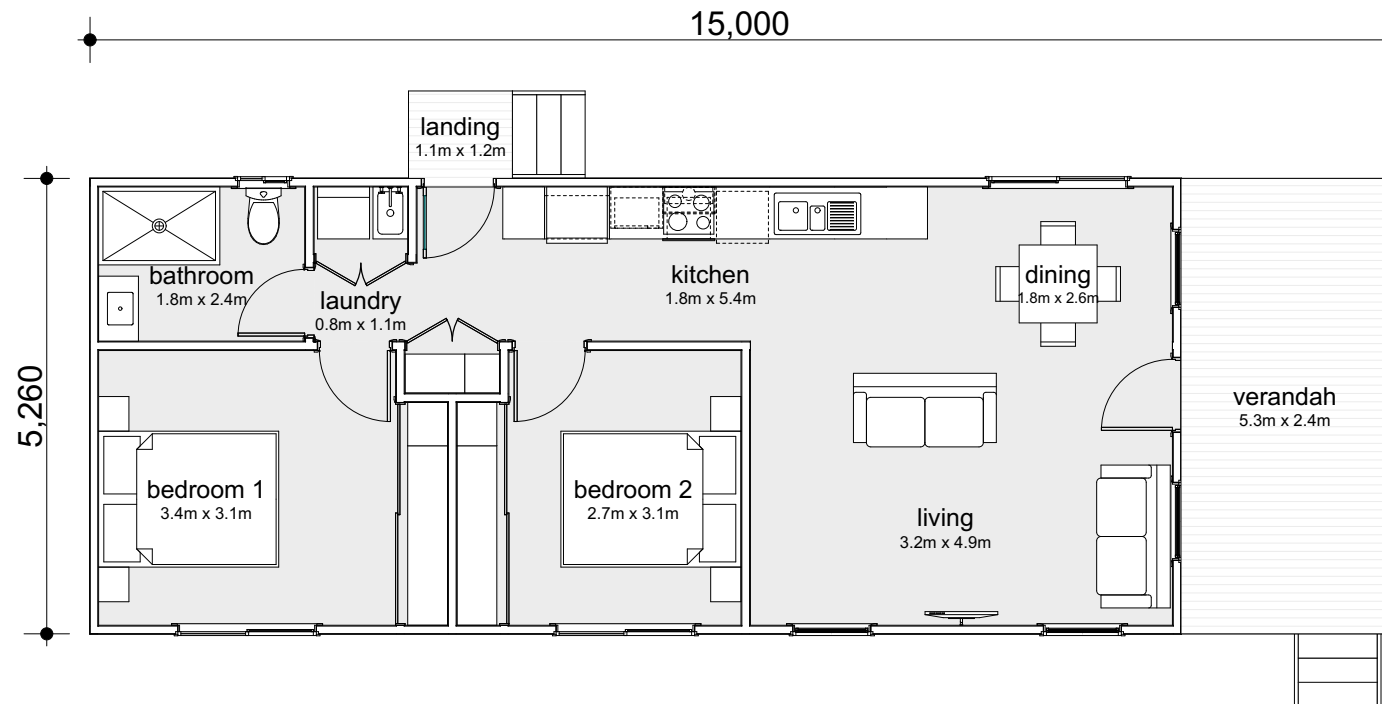 15,000
landing
1.1m x 1.2m
bathroom
1.8m x 2.4m
laundry
0.8m x 1.1m
kitchen
1.8m x 5.4m
dining
1.8m x 2.6m
5,260
verandah
5.3m x 2.4m
bedroom 1
3.4m x 3.1m
bedroom 2
2.7m x 3.1m
living
3.2m x 4.9m